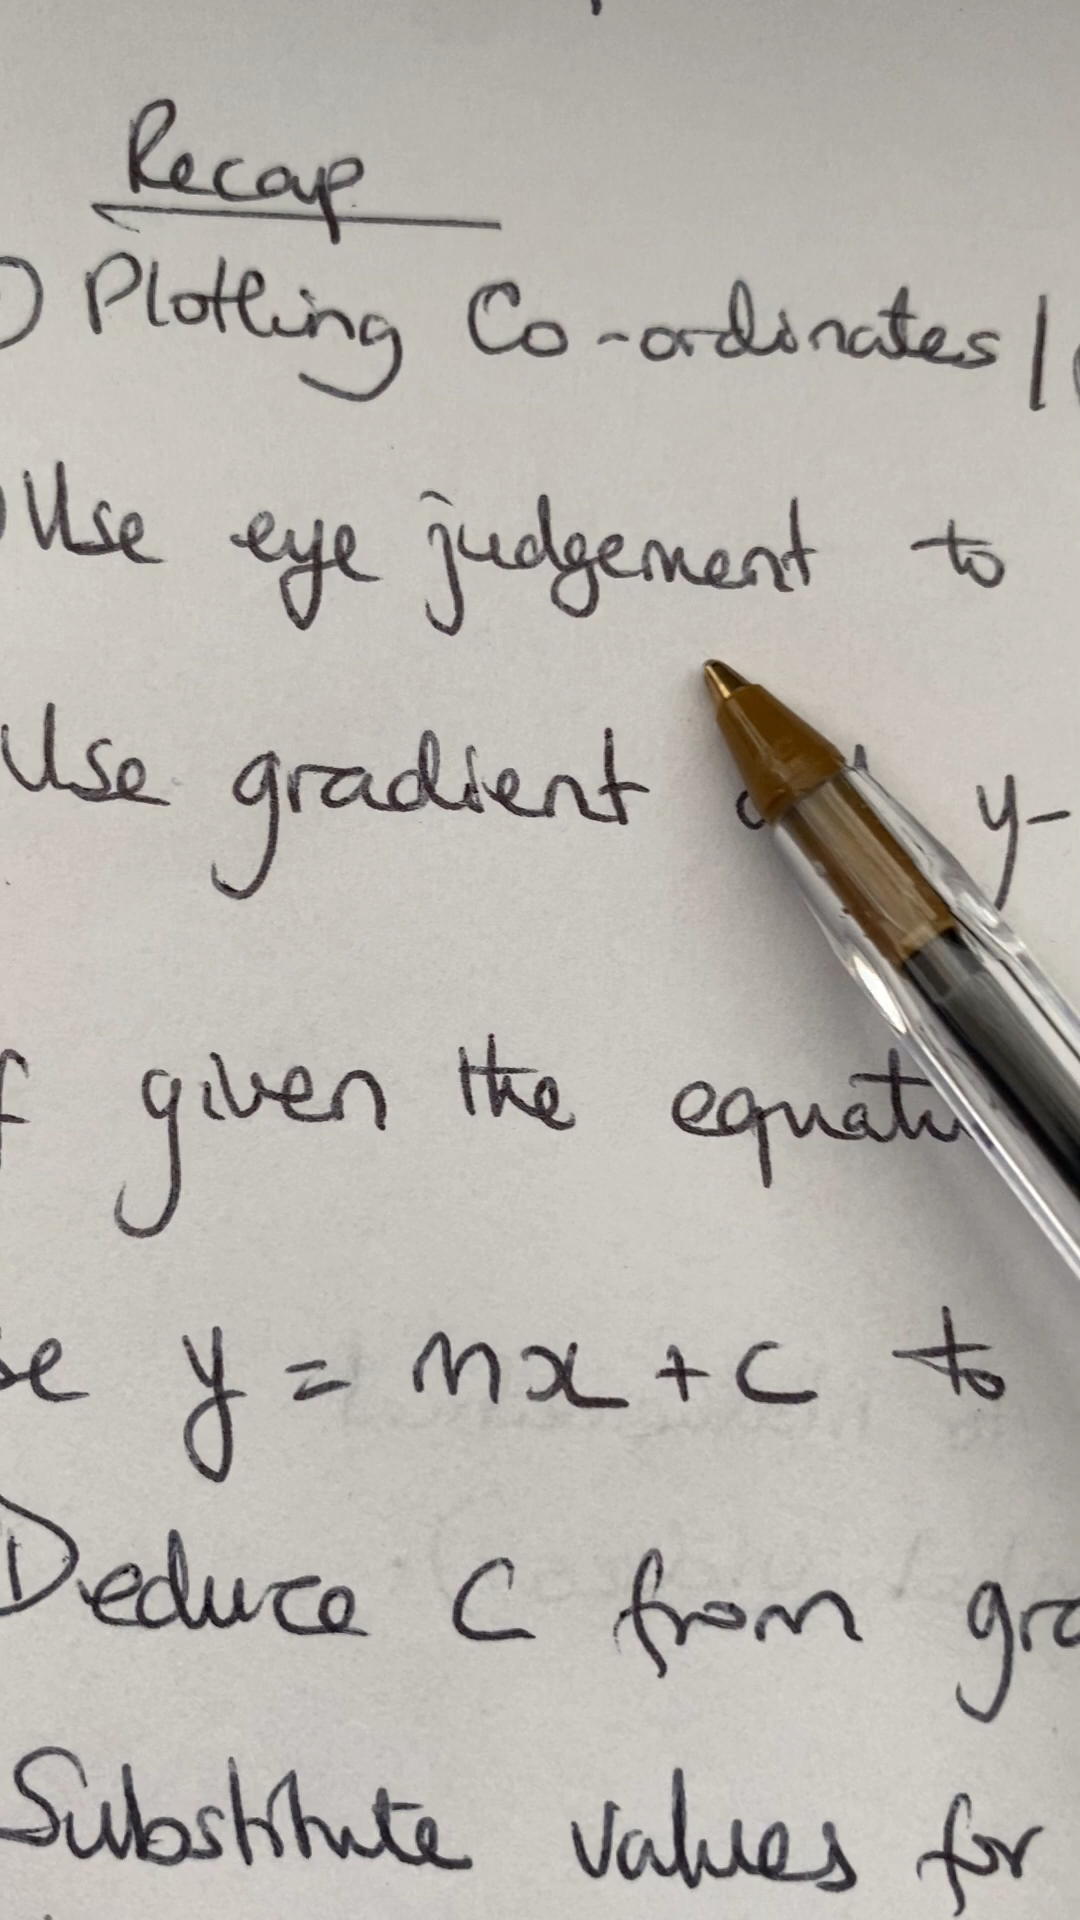 Recap
) Plotting Co-ordinates/
Use eye judgement to
Use gradient y-
given the
y = mx + c to
Deduce C from
Substitute values for